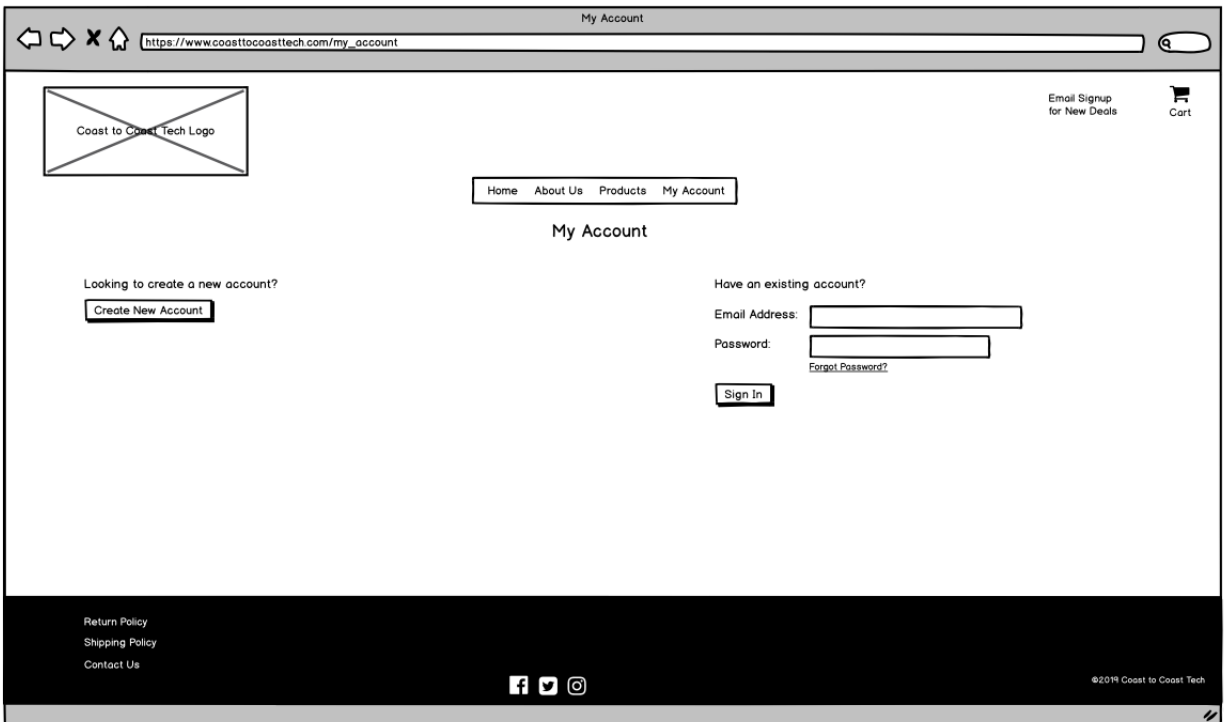 My Account
https://www.coasttocoasttech.com/my_account
Coast to Coast Tech Logo
Email Signup
for New Deals
Cart
Home About Us Products My Account
My Account
Looking to create a new account?
Create New Account
Have an existing account?
Email Address:
Password:
Forgot Password?
Sign In
Return Policy
Shipping Policy
Contact Us
©2019 Coast to Coast Tech